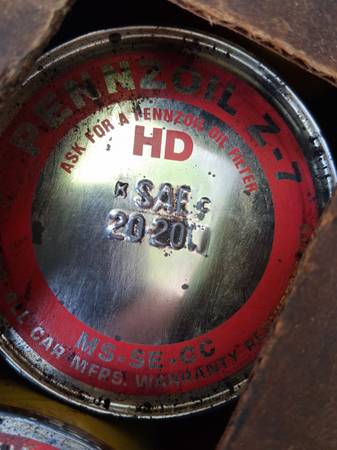 PENNZOIL Z-7
ASK FOR A PENNZOIL OIL FILTER
HD
SAE
20 20W
MS-SE-CC
CAR MFRS. WARRANTY